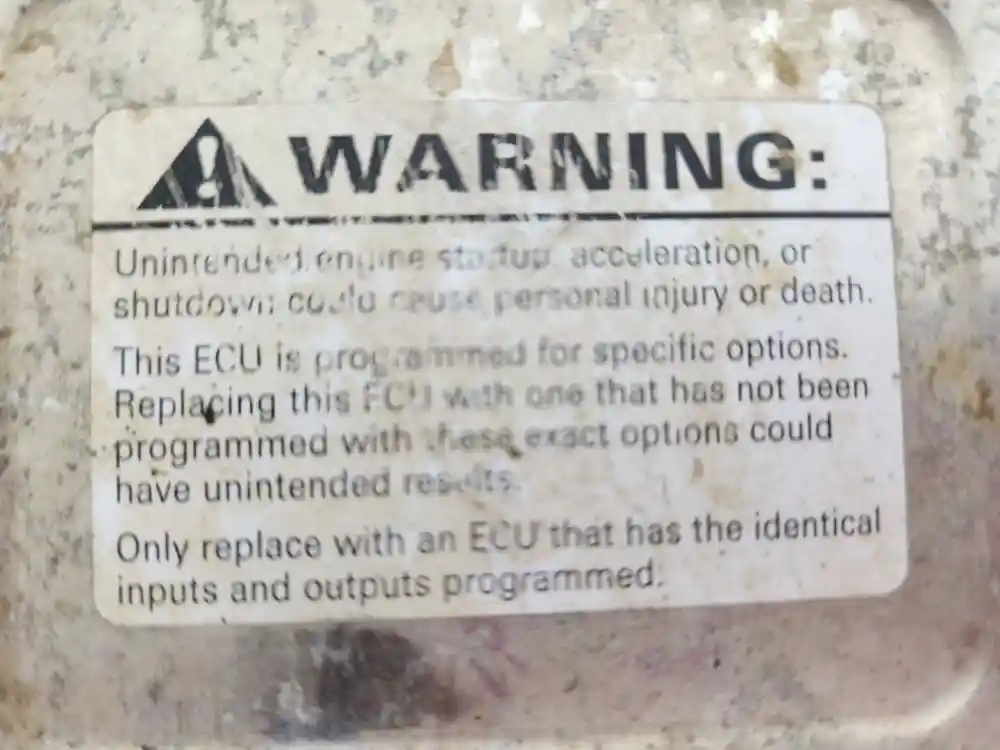 WARNING:
Unintended engine startup, acceleration, or
shutdown could cause personal injury or death.
This ECU is programmed for specific options.
Replacing this ECU with one that has not been
programmed with these exact options could
have unintended results.
Only replace with an ECU that has the identical
inputs and outputs programmed.